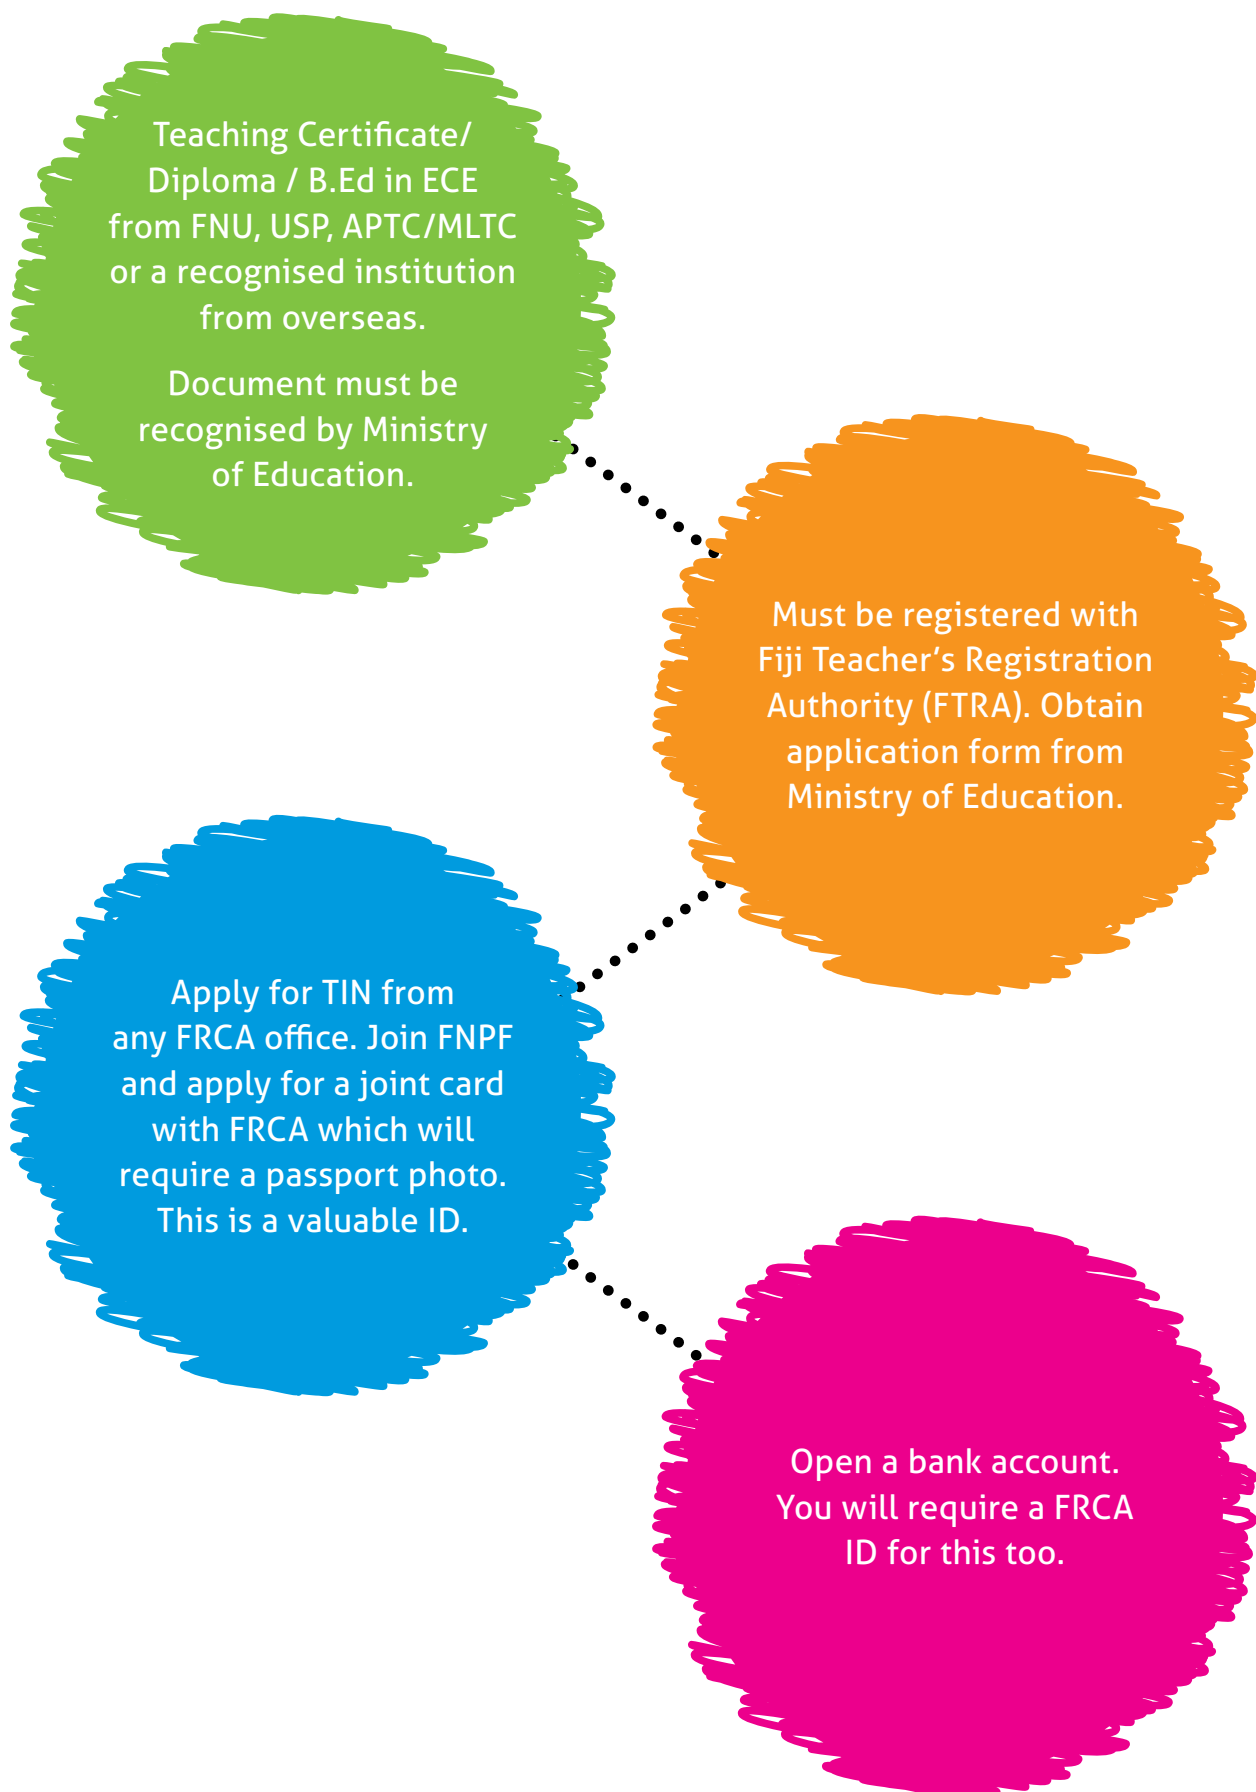 Teaching Certificate/
Diploma / B.Ed in ECE
from FNU, USP, APTC/MLTC
or a recognised institution
from overseas.
Document must be
recognised by Ministry
of Education.
Must be registered with
Fiji Teacher’s Registration
Authority (FTRA). Obtain
application form from
Ministry of Education.
Apply for TIN from
any FRCA office. Join FNPF
and apply for a joint card
with FRCA which will
require a passport photo.
This is a valuable ID.
Open a bank account.
You will require a FRCA
ID for this too.